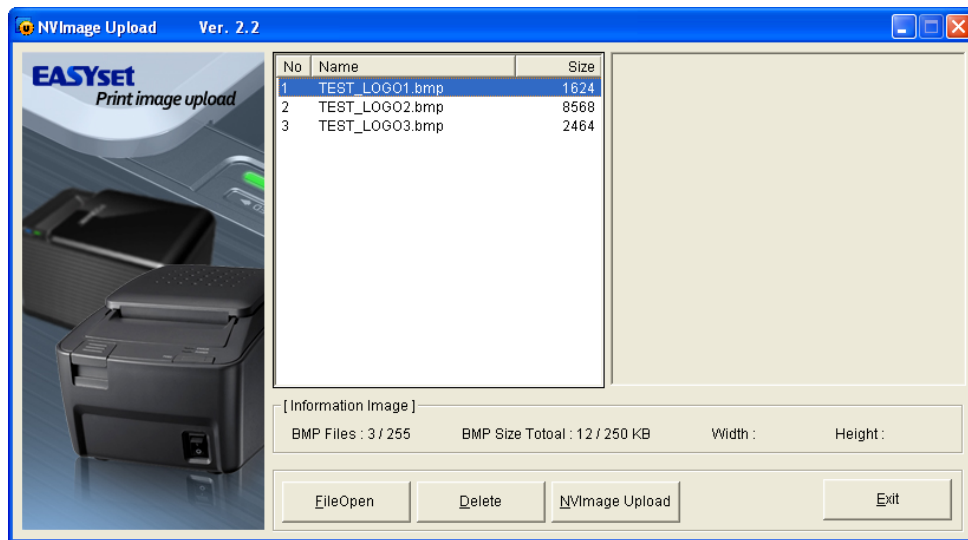 NVImage Upload Ver. 2.2
EASYset
Print image upload
No Name Size
1 TEST_LOGO1.bmp 1624
2 TEST_LOGO2.bmp 8568
3 TEST_LOGO3.bmp 2464
[ Information Image ]
BMP Files : 3 / 255 BMP Size Totoal : 12 / 250 KB Width : Height :
FileOpen Delete NVImage Upload Exit